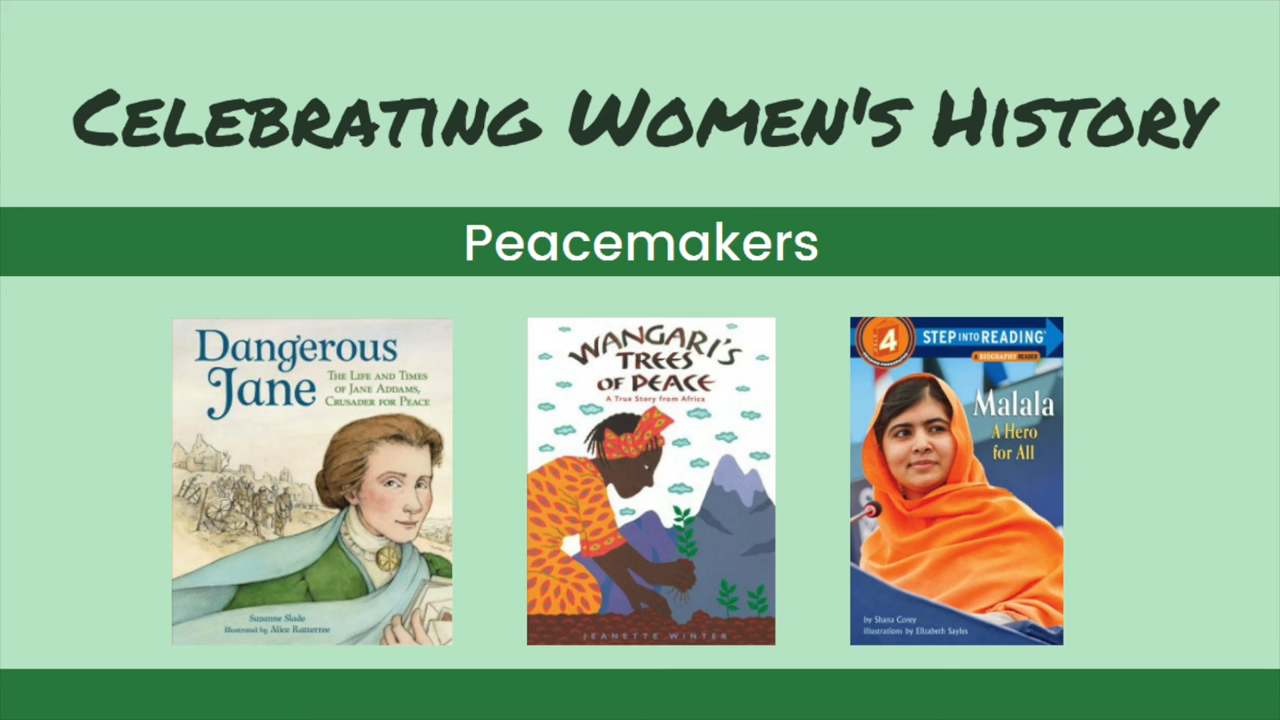 CELEBRATING WOMEN'S HISTORY
Peacemakers
Dangerous
Jane
THE LIFE AND TIMES
OF JANE ADDAMS,
CRUSADER FOR PEACE
Suzanne Slade
Illustrated by Alice Ratterree
WANGARI'S
TREES
OF PEACE
A True Story from Africa
JEANETTE WINTER
4
STEP INTO READING
A BIOGRAPHY READER
Malala
A Hero
for All
by Shana Corey
illustrations by Elizabeth Sayles